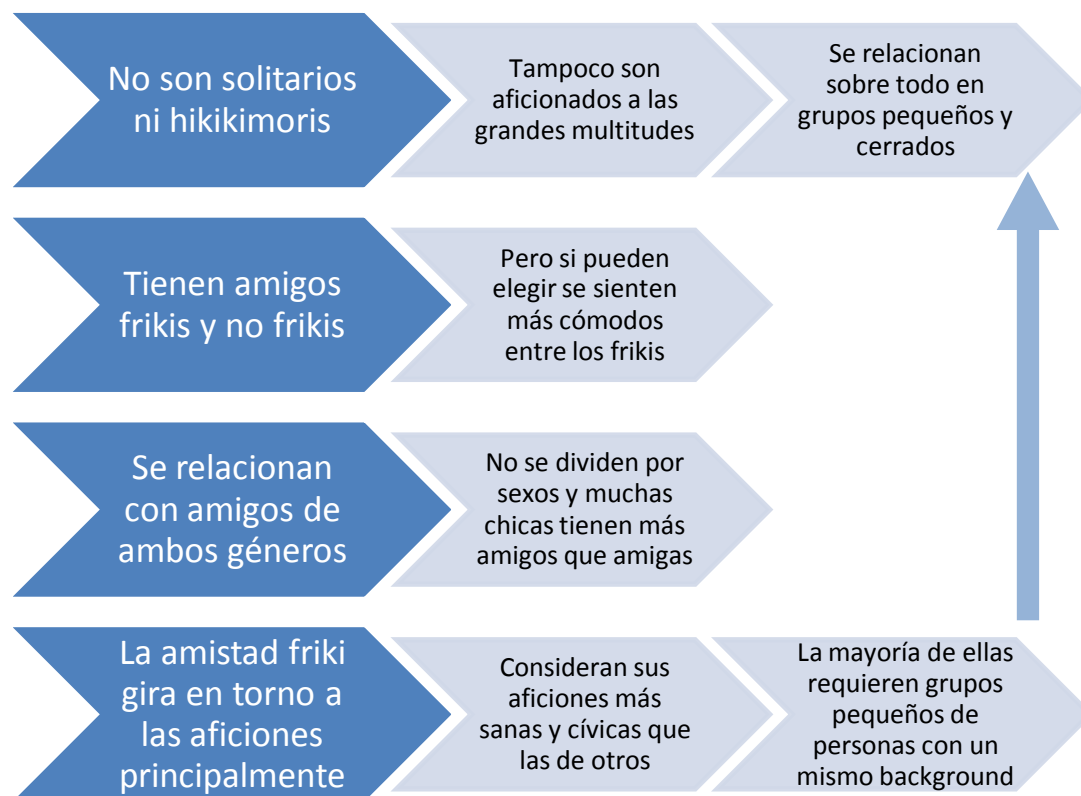 No son solitarios
ni hikikimoris
Tampoco son
aficionados a las
grandes multitudes
Se relacionan
sobre todo en
grupos pequeños y
cerrados
Tienen amigos
frikis y no frikis
Pero si pueden
elegir se sienten
más cómodos
entre los frikis
Se relacionan
con amigos de
ambos géneros
No se dividen por
sexos y muchas
chicas tienen más
amigos que amigas
La amistad friki
gira en torno a
las aficiones
principalmente
Consideran sus
aficiones más
sanas y cívicas que
las de otros
La mayoría de ellas
requieren grupos
pequeños de
personas con un
mismo background